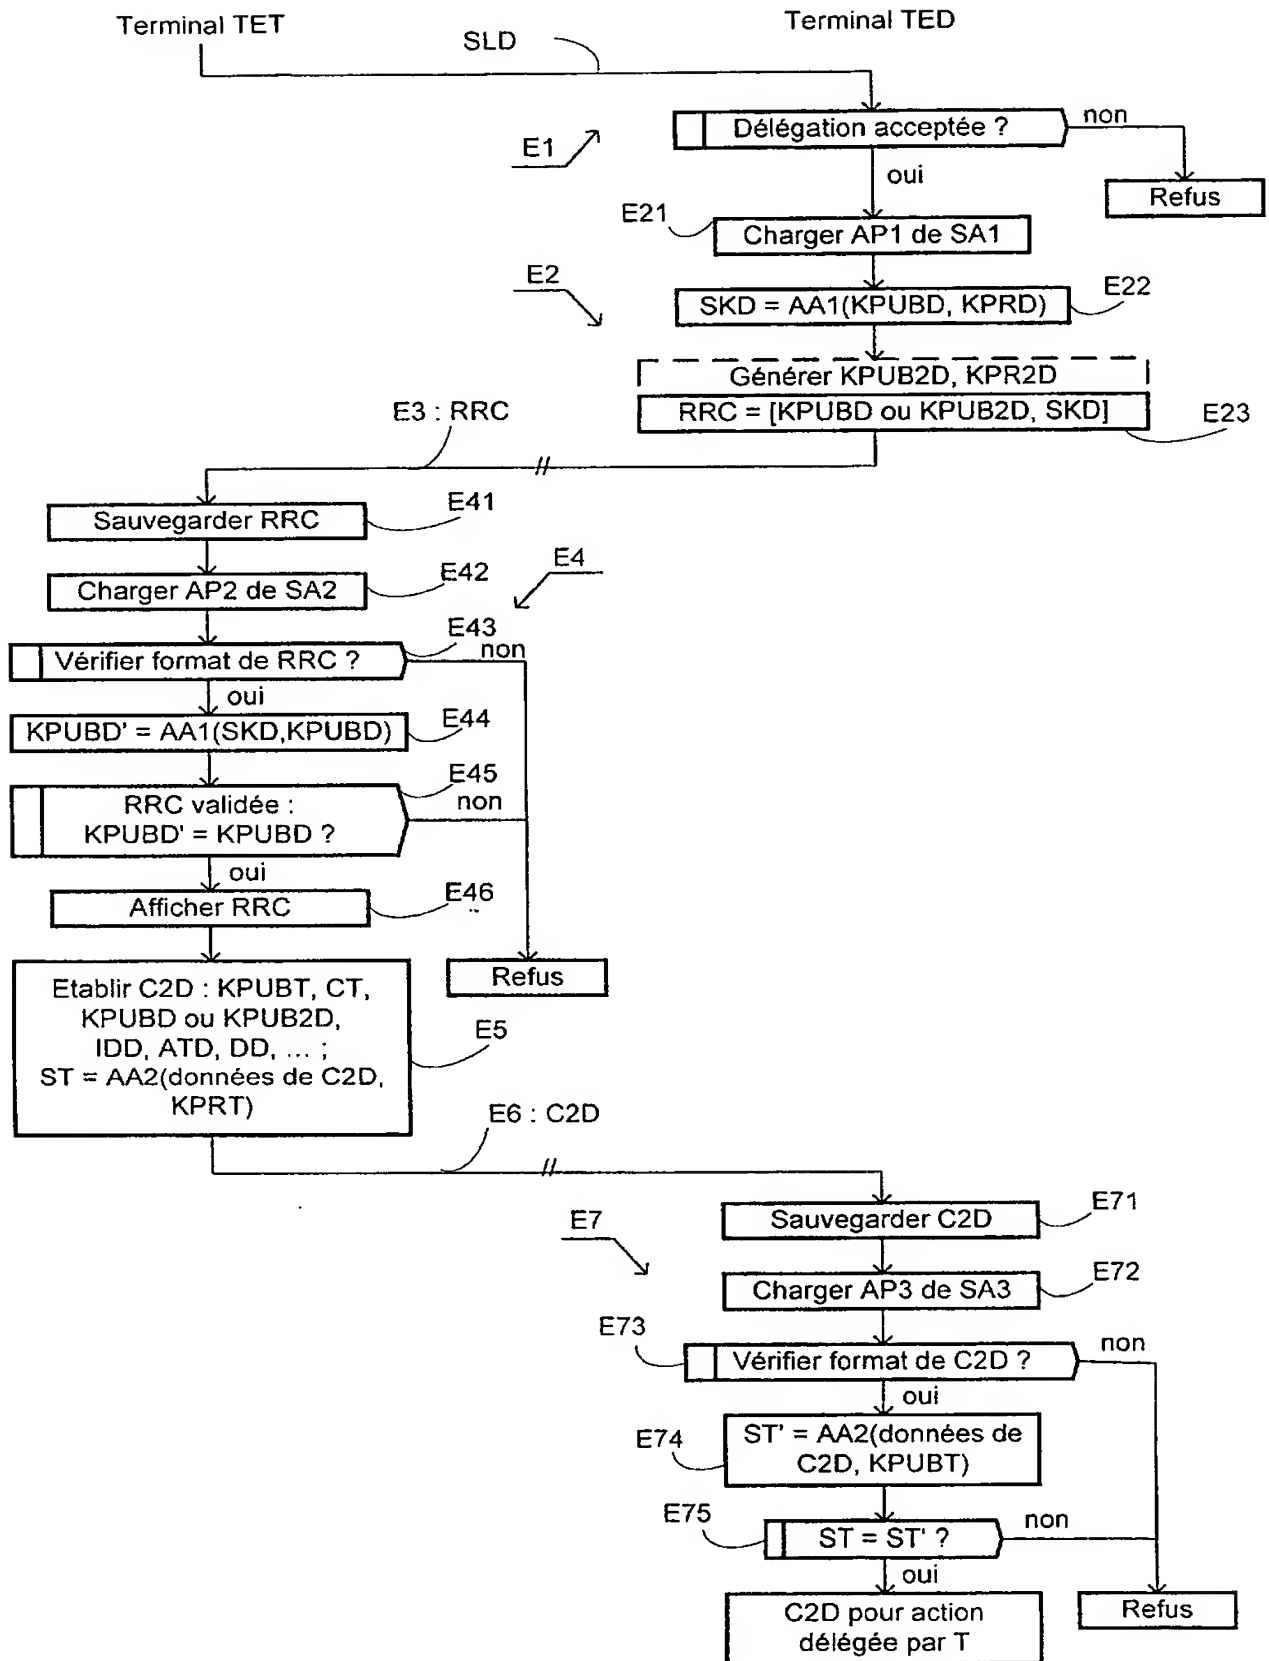 Terminal TET
Terminal TED
SLD
Délégation acceptée ?
non
E1
oui
Refus
E21
Charger AP1 de SA1
E2
E22
SKD = AA1(KPUBD, KPRD)
Générer KPUB2D, KPR2D
E3 : RRC
RRC = [KPUBD ou KPUB2D, SKD]
E23
//
Sauvegarder RRC
E41
E4
Charger AP2 de SA2
E42
E43
Vérifier format de RRC ?
non
oui
KPUBD' = AA1(SKD,KPUBD)
E44
E45
RRC validée :
KPUBD' = KPUBD ?
non
oui
Afficher RRC
E46
Refus
Etablir C2D : KPUBT, CT,
KPUBD ou KPUB2D,
IDD, ATD, DD, ... ;
ST = AA2(données de C2D,
KPRT)
E5
E6 : C2D
//
E71
Sauvegarder C2D
E7
E72
Charger AP3 de SA3
E73
Vérifier format de C2D ?
non
oui
E74
ST' = AA2(données de
C2D, KPUBT)
E75
ST = ST' ?
non
oui
C2D pour action
délégée par T
Refus